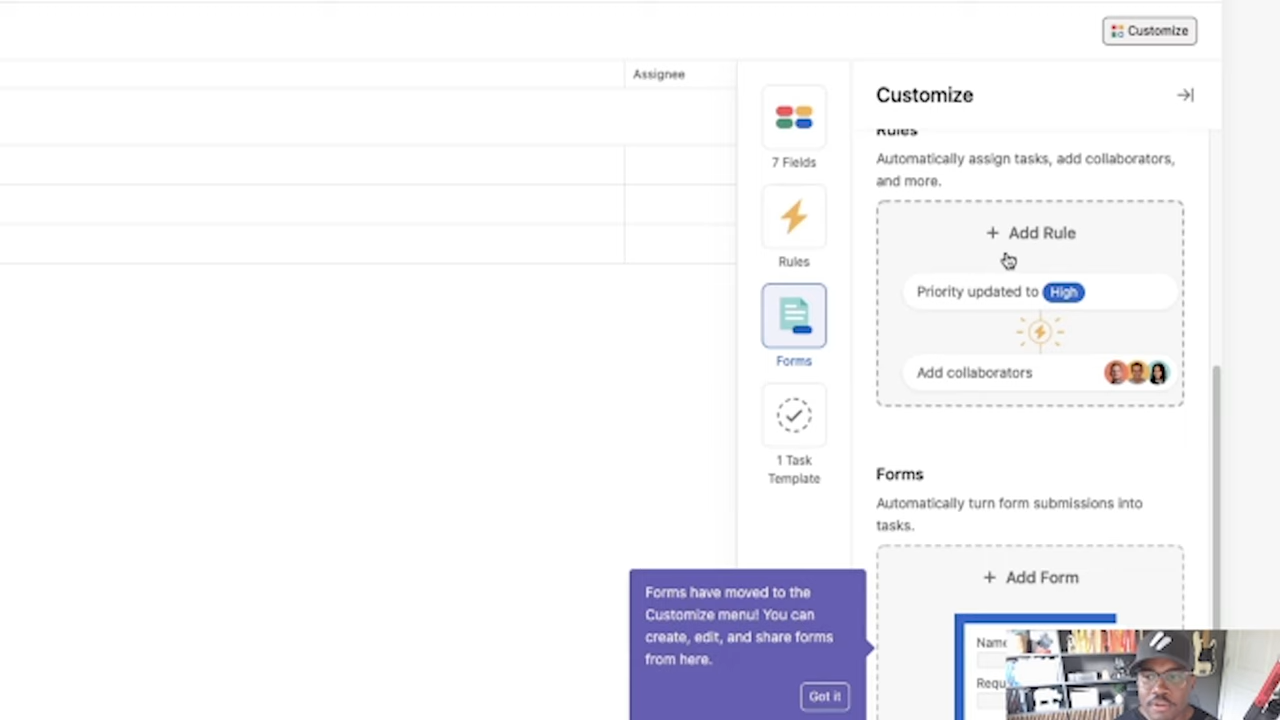 Customize
Assignee
Customize
7 Fields
Rules
Forms
1 Task
Template
Rules
Automatically assign tasks, add collaborators,
and more.
+ Add Rule
Priority updated to High
Add collaborators
Forms
Automatically turn form submissions into
tasks.
+ Add Form
Name
Requ
Forms have moved to the
Customize menu! You can
create, edit, and share forms
from here.
Got it